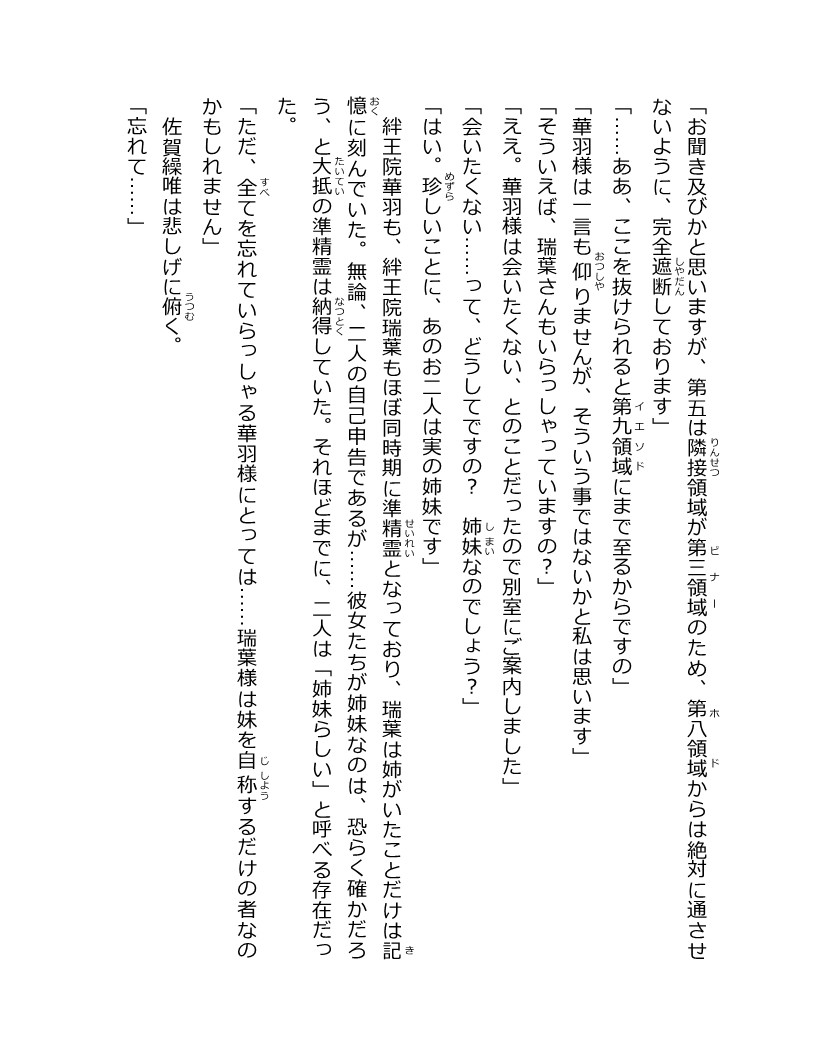 「お聞き及びかと思いますが、第五は隣接領域が第三領域のため、第八領域からは絶対に通させ
ないように、完全遮断しております」
「……ああ、ここを抜けられると第九領域にまで至るからですの」
「華羽様は一言も仰りませんが、そういう事ではないかと私は思います」
「そういえば、瑞葉さんもいらっしゃっていますの？」
「ええ。華羽様は会いたくない、とのことだったので別室にご案内しました」
「会いたくない……って、どうしてですの？　姉妹なのでしょう？」
「はい。珍しいことに、あのお二人は実の姉妹です」
　絆王院華羽も、絆王院瑞葉もほぼ同時期に準精霊となっており、瑞葉は姉がいたことだけは記
憶に刻んでいた。無論、二人の自己申告であるが……彼女たちが姉妹なのは、恐らく確かだろ
う、と大抵の準精霊は納得していた。それほどまでに、二人は「姉妹らしい」と呼べる存在だっ
た。
「ただ、全てを忘れていらっしゃる華羽様にとっては……瑞葉様は妹を自称するだけの者なの
かもしれません」
　佐賀繰唯は悲しげに俯く。
「忘れて……」